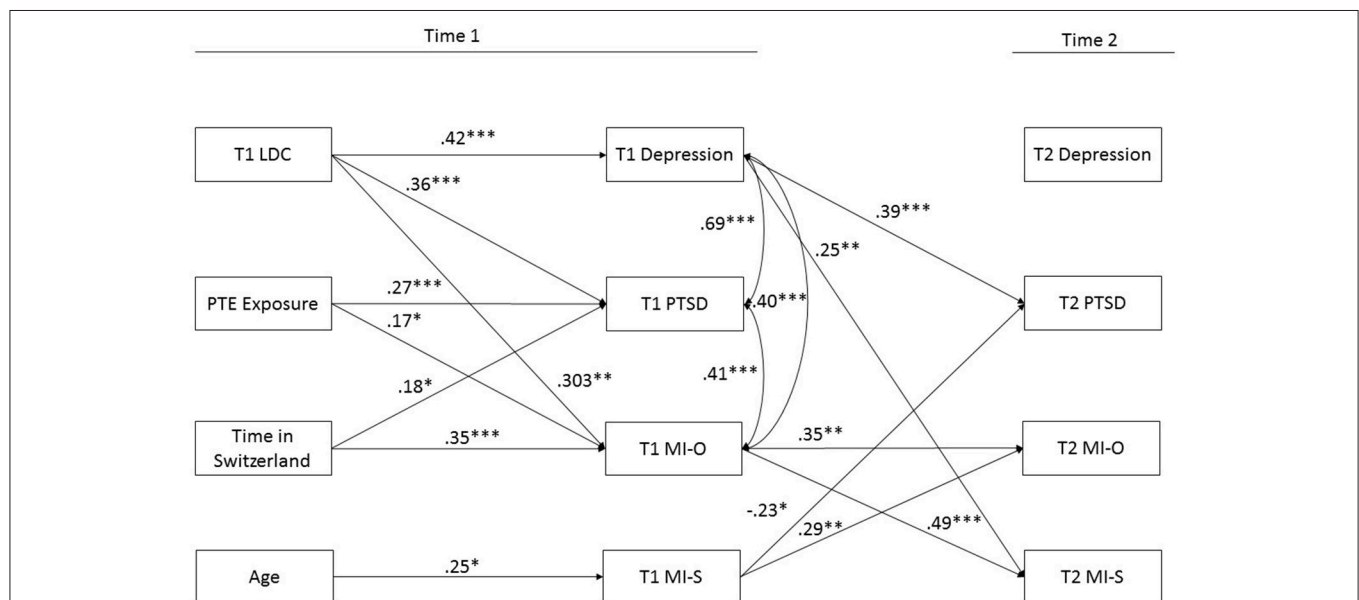 Time 1
Time 2
T1 LDC
.42***
T1 Depression
T2 Depression
.36***
.39***
.69***
.25**
PTE Exposure
.27***
T1 PTSD
.40***
T2 PTSD
.17*
.18*
.303**
.41***
Time in
Switzerland
.35***
T1 MI-O
.35**
T2 MI-O
-.23*
.29**
.49***
Age
.25*
T1 MI-S
T2 MI-S